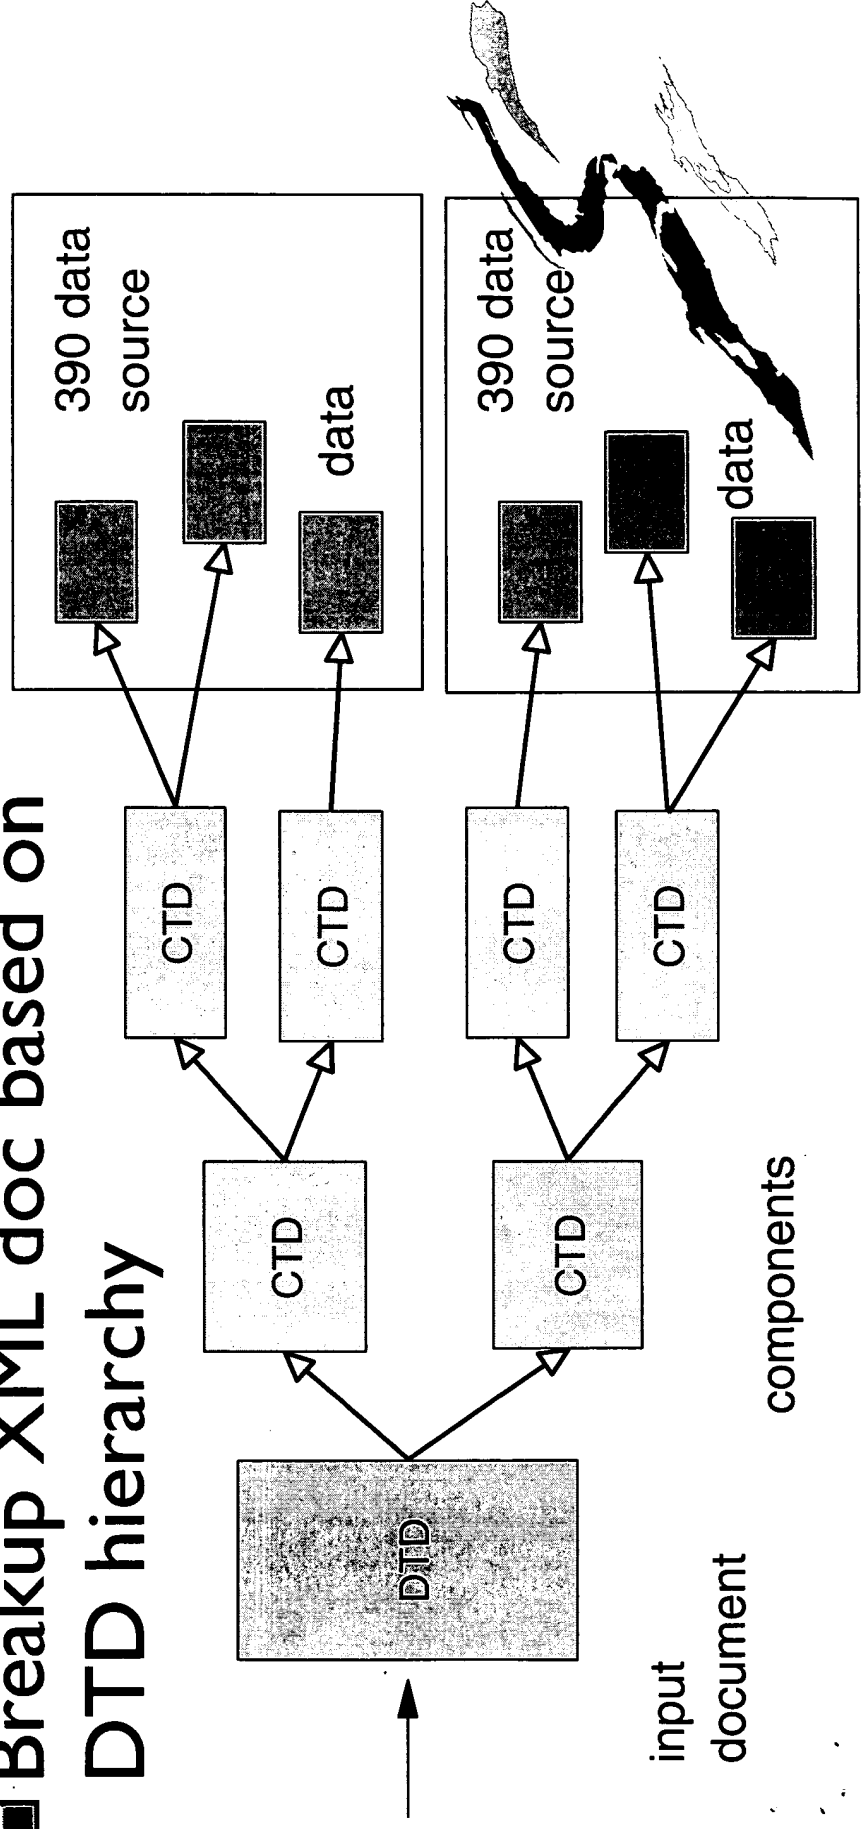 Breakup XML doc based on
DTD hierarchy
DTD
CTD
CTD
CTD
CTD
CTD
CTD
390 data
source
data
390 data
source
data
input
document
components